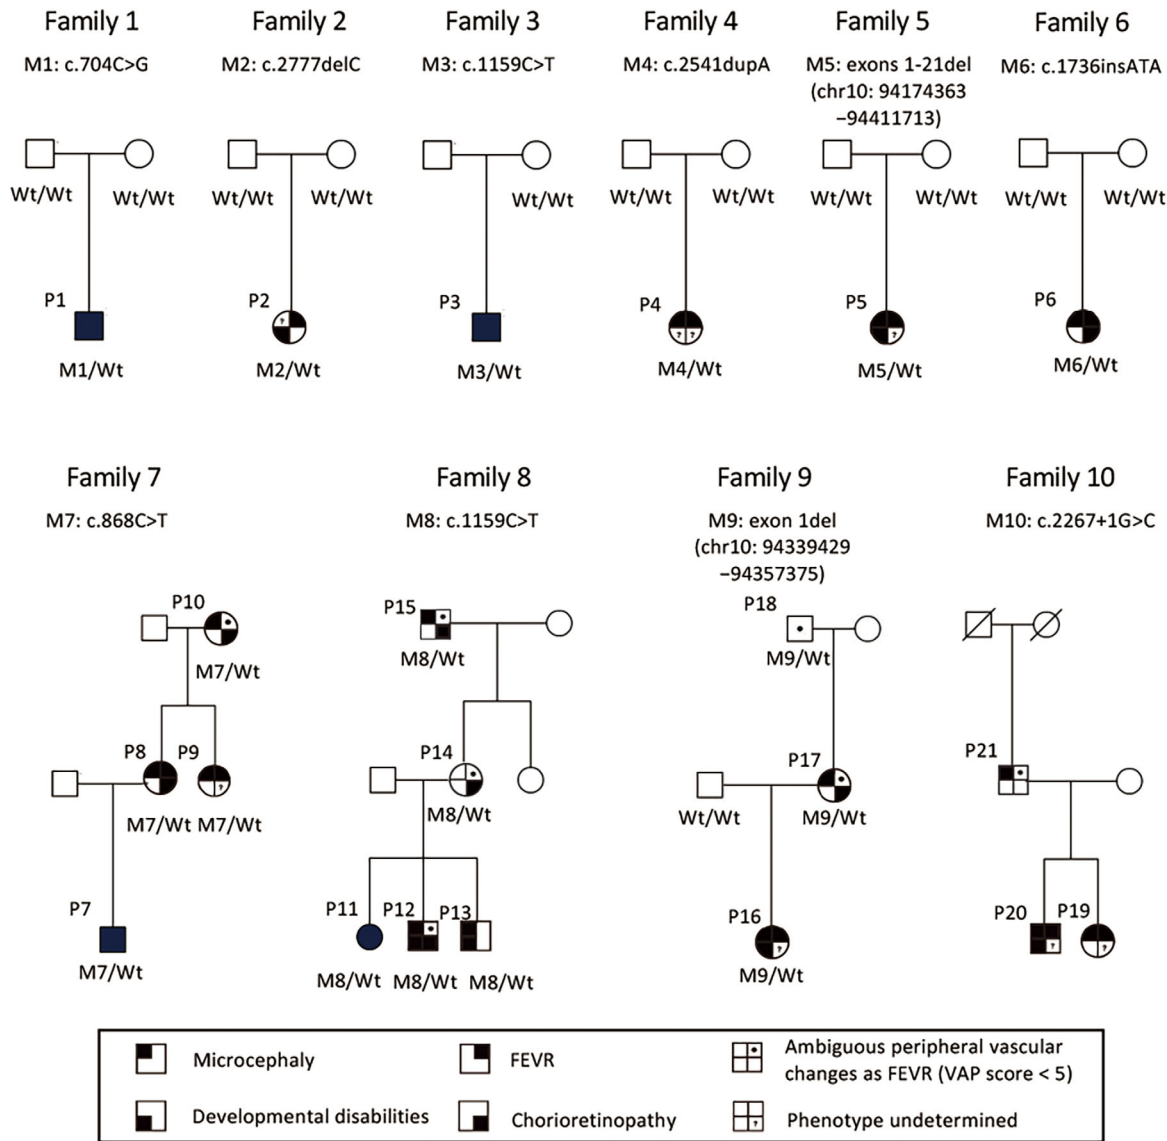 Family 1 Family 2 Family 3 Family 4 Family 5 Family 6
M1: c.704C>G M2: c.2777delC M3: c.1159C>T M4: c.2541dupA M5: exons 1-21del M6: c.1736insATA
(chr10: 94174363
−94411713)
Wt/Wt Wt/Wt Wt/Wt Wt/Wt Wt/Wt Wt/Wt Wt/Wt Wt/Wt Wt/Wt Wt/Wt Wt/Wt
P1 P2 P3 P4 P5 P6
? ? ? ?
M1/Wt M2/Wt M3/Wt M4/Wt M5/Wt M6/Wt
Family 7 Family 8 Family 9 Family 10
M7: c.868C>T M8: c.1159C>T M9: exon 1del M10: c.2267+1G>C
(chr10: 94339429
−94357375)
P10 P15 P18
M7/Wt M8/Wt M9/Wt
P8 P9 P14 P17 P21
?
M7/Wt M7/Wt M8/Wt M9/Wt
Wt/Wt
P7 P11 P12 P13 P16 P20 P19
? ? ?
M7/Wt M8/Wt M8/Wt M8/Wt M9/Wt
Microcephaly FEVR Ambiguous peripheral vascular
changes as FEVR (VAP score < 5)
Developmental disabilities Chorioretinopathy ? Phenotype undetermined